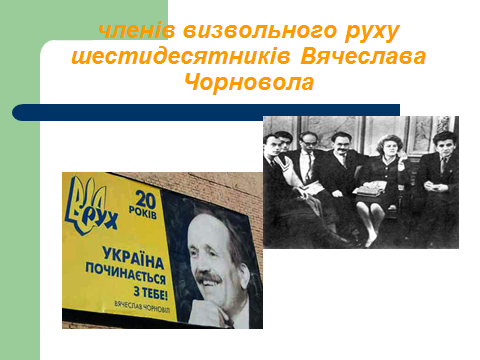 членів визвольного руху
шестидесятників Вячеслава
Чорновола
РУХ
20
РОКІВ
УКРАЇНА
ПОЧИНАЄТЬСЯ
З ТЕБЕ!
ВЯЧЕСЛАВ ЧОРНОВІЛ